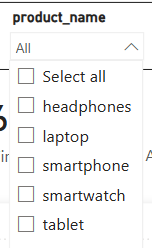 product_name
All
Select all
headphones
laptop
smartphone
smartwatch
tablet